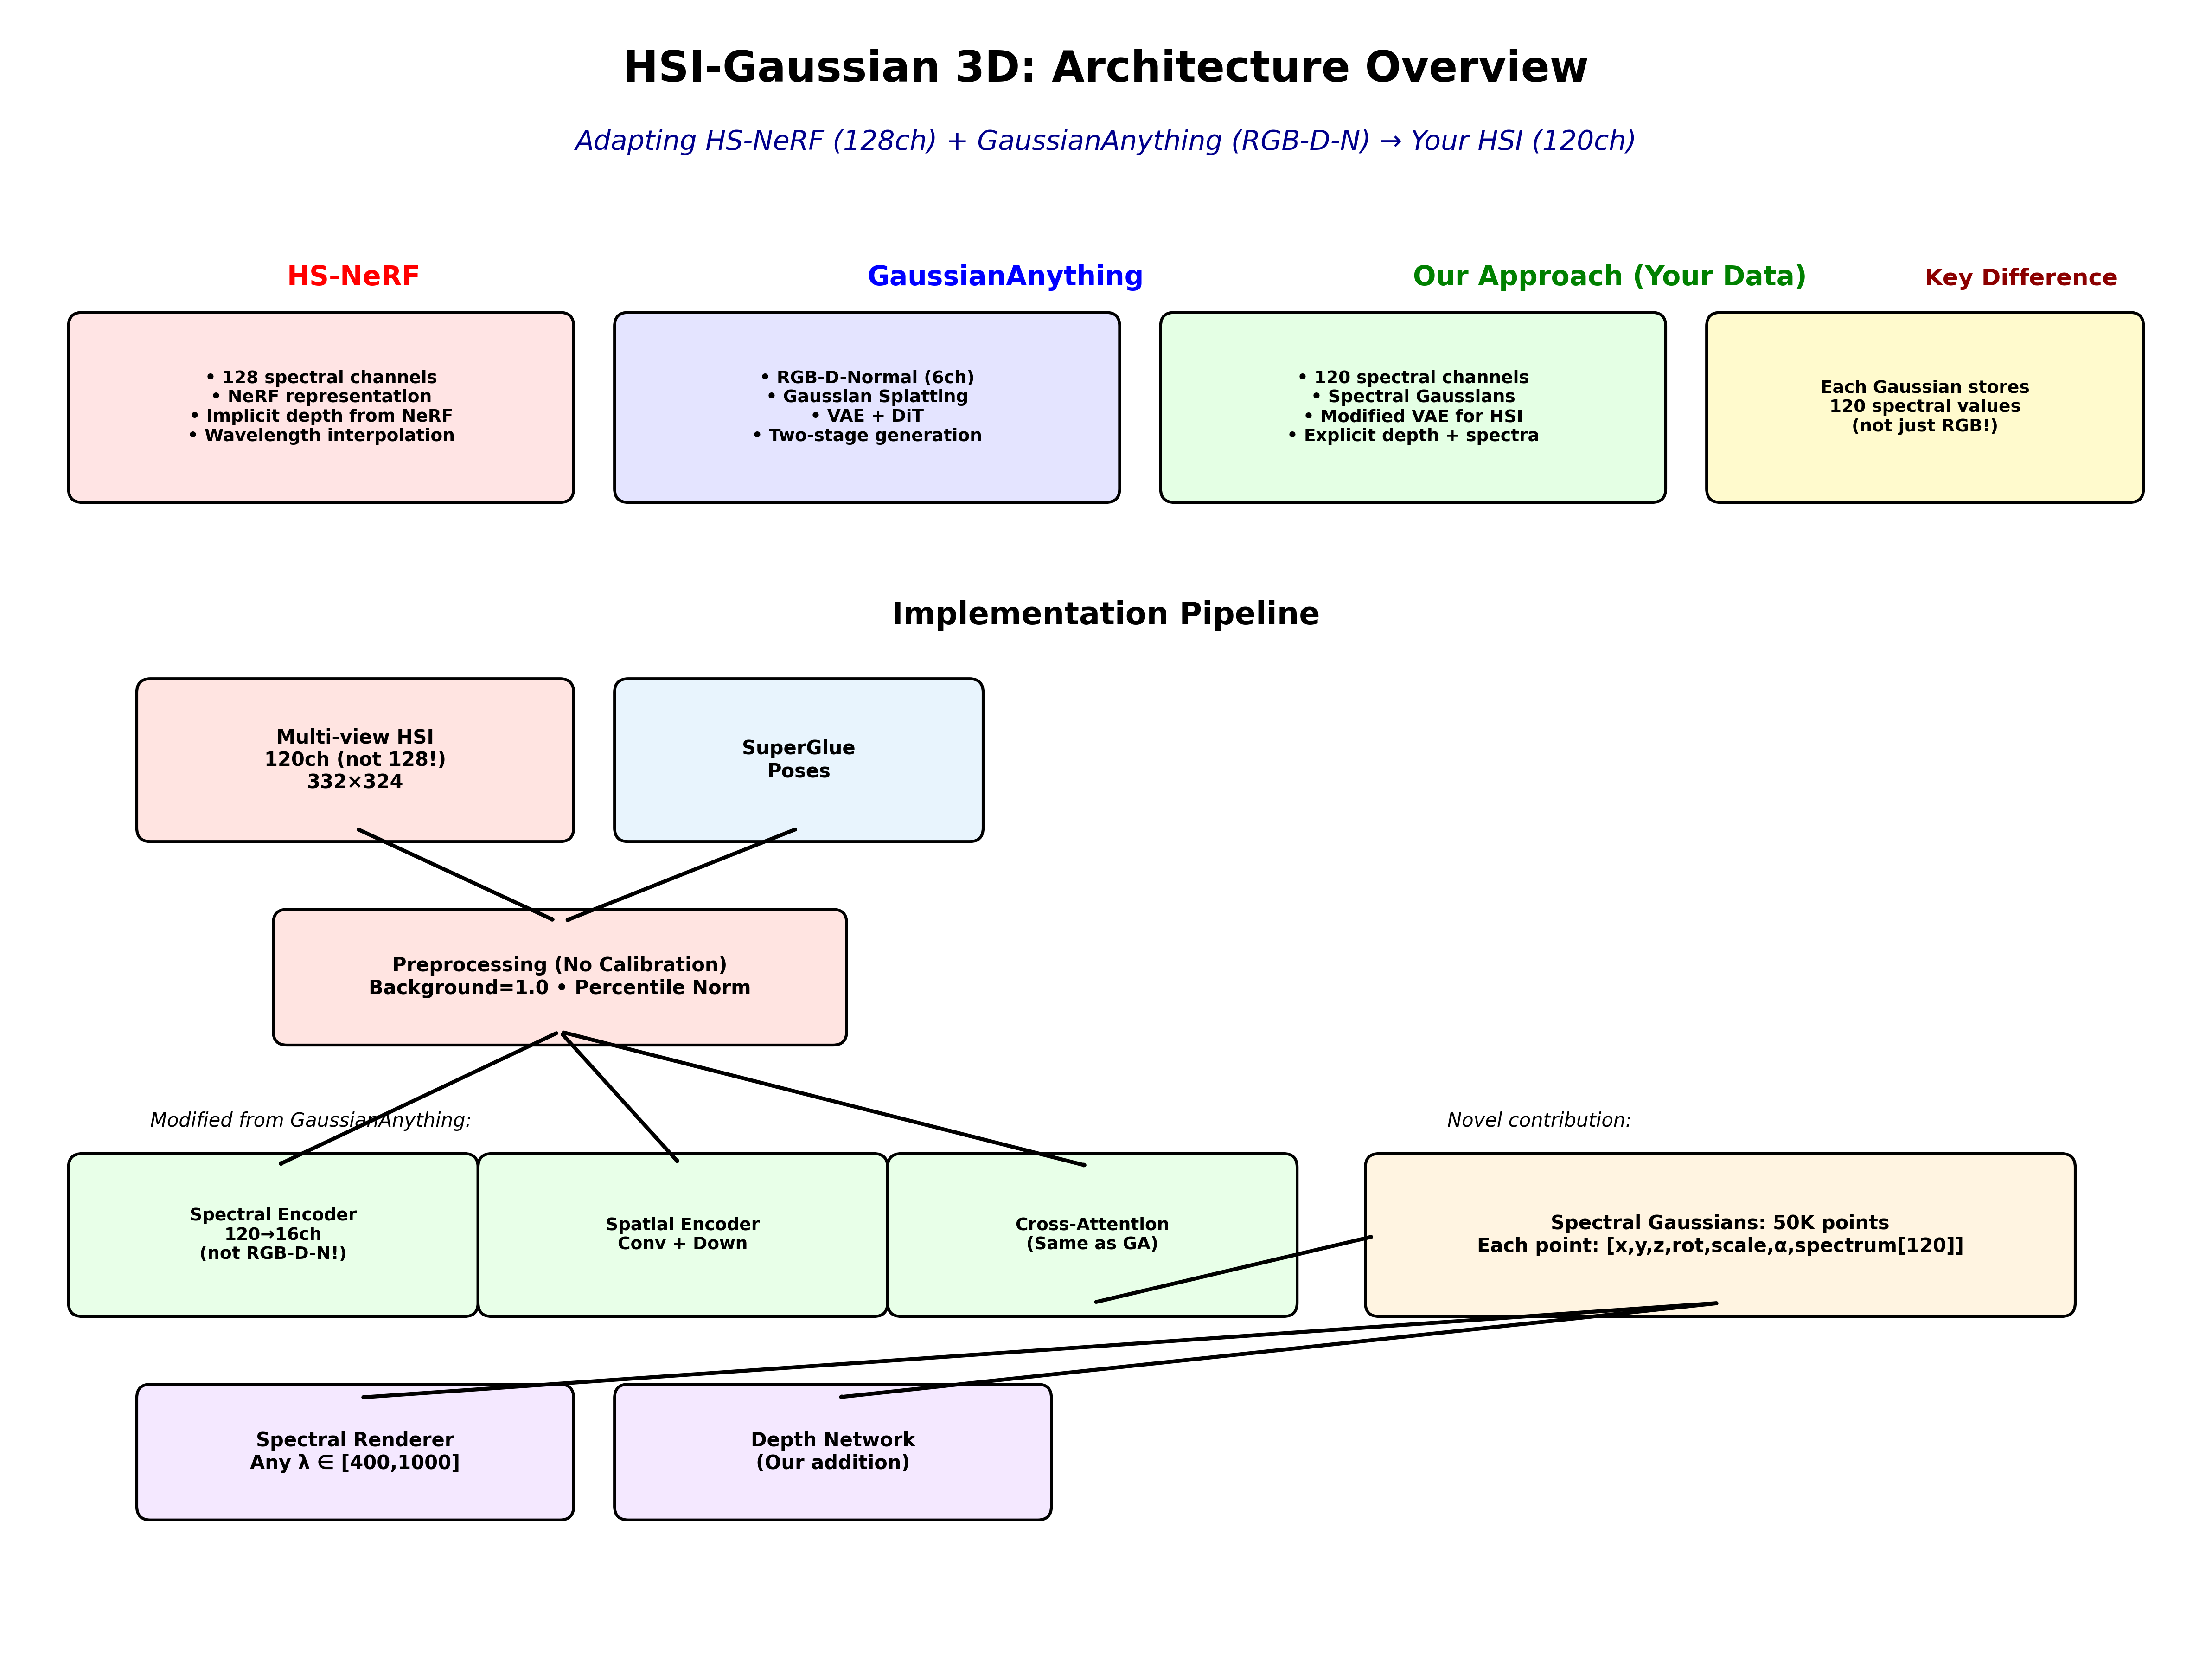 HSI-Gaussian 3D: Architecture Overview
Adapting HS-NeRF (128ch) + GaussianAnything (RGB-D-N) → Your HSI (120ch)
HS-NeRF
• 128 spectral channels
• NeRF representation
• Implicit depth from NeRF
• Wavelength interpolation
GaussianAnything
• RGB-D-Normal (6ch)
• Gaussian Splatting
• VAE + DiT
• Two-stage generation
Our Approach (Your Data)
• 120 spectral channels
• Spectral Gaussians
• Modified VAE for HSI
• Explicit depth + spectra
Key Difference
Each Gaussian stores
120 spectral values
(not just RGB!)
Implementation Pipeline
Multi-view HSI
120ch (not 128!)
332×324
SuperGlue
Poses
Preprocessing (No Calibration)
Background=1.0 • Percentile Norm
Modified from GaussianAnything:
Novel contribution:
Spectral Encoder
120→16ch
(not RGB-D-N!)
Spatial Encoder
Conv + Down
Cross-Attention
(Same as GA)
Spectral Gaussians: 50K points
Each point: [x,y,z,rot,scale,α,spectrum[120]]
Spectral Renderer
Any λ ∈ [400,1000]
Depth Network
(Our addition)